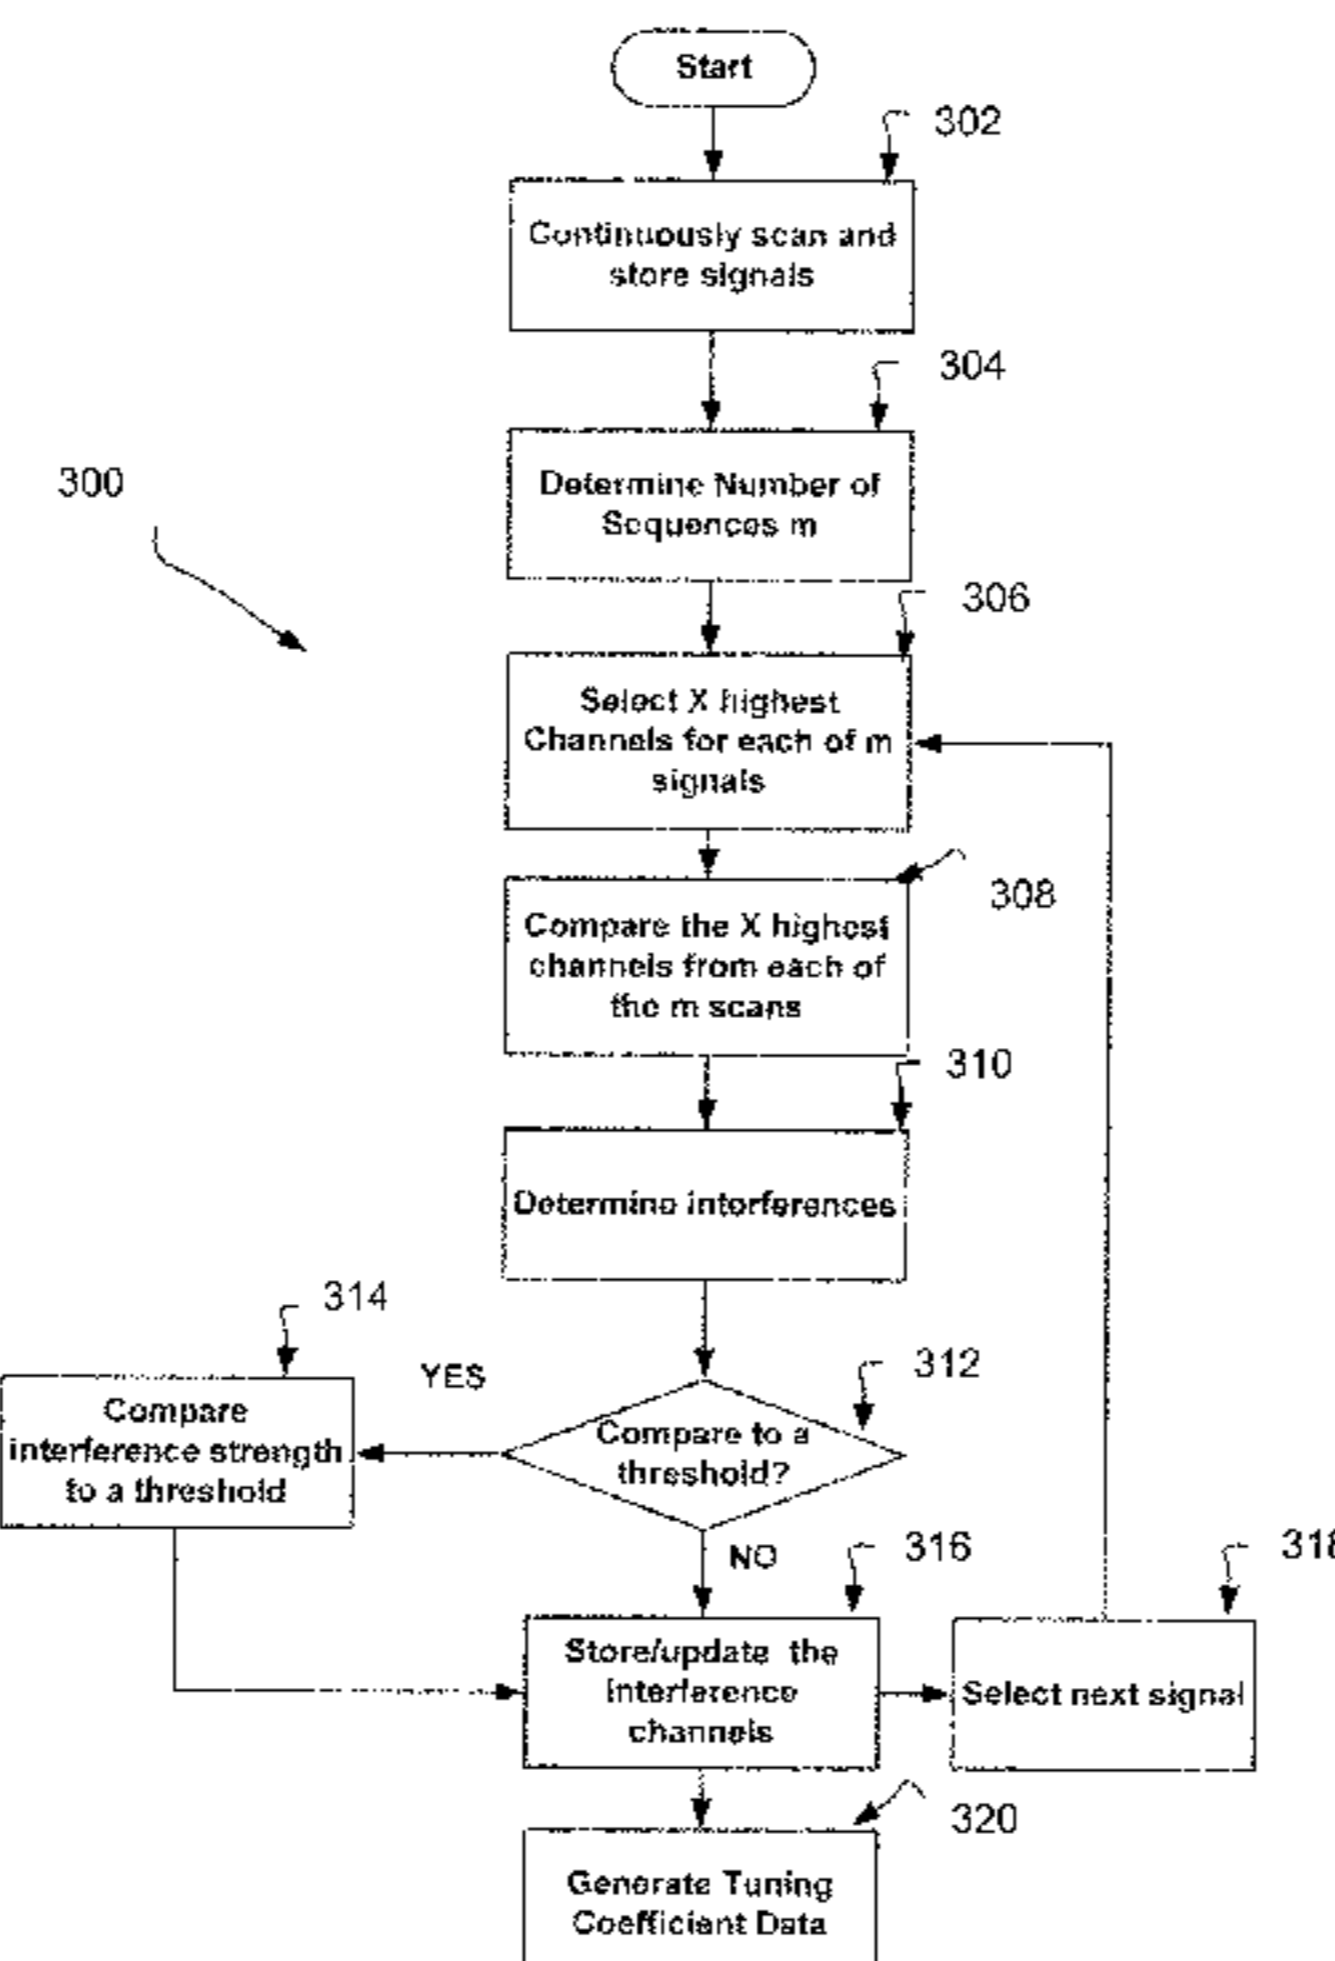 Start
302
Continuously scan and
store signals
304
Determine Number of
Sequences m
300
306
Select X highest
Channels for each of m
signals
308
Compare the X highest
channels from each of
the m scans
310
Determine interferences
314
YES
312
Compare
interference strength
to a threshold
Compare to a
threshold?
NO
316
318
Store/update the
interference
channels
Select next signal
320
Generate Tuning
Coefficient Data